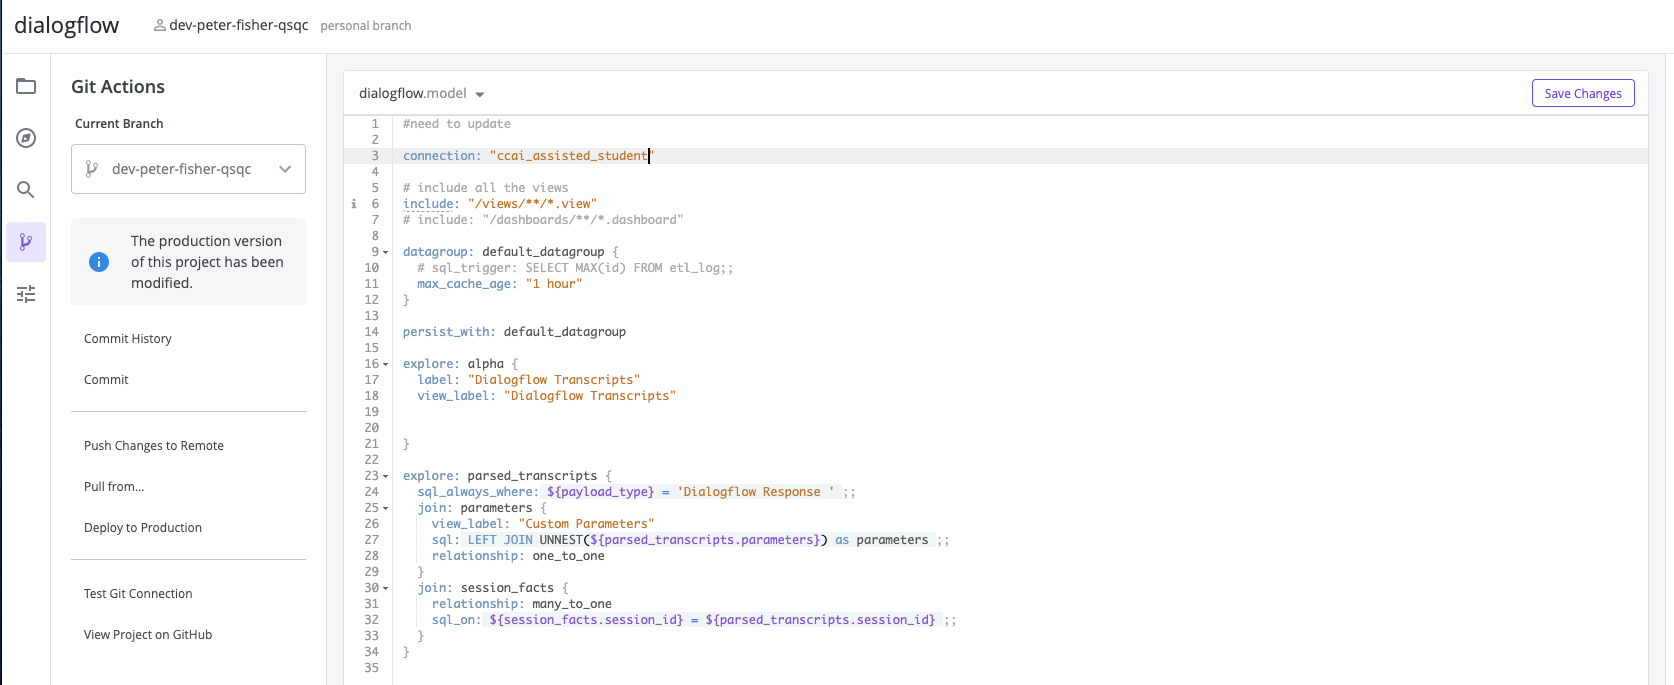 dialogflow
dev-peter-fisher-qsqc personal branch
Git Actions
Current Branch
dev-peter-fisher-qsqc
The production version
of this project has been
modified.
Commit History
Commit
Push Changes to Remote
Pull from...
Deploy to Production
Test Git Connection
View Project on GitHub
dialogflow.model
Save Changes
1 #need to update
2
3 connection: "ccai_assisted_student"
4
5 # include all the views
6 include: "/views/**/*.view"
7 # include: "/dashboards/**/*.dashboard"
8
9 datagroup: default_datagroup {
10 # sql_trigger: SELECT MAX(id) FROM etl_log;;
11 max_cache_age: "1 hour"
12 }
13
14 persist_with: default_datagroup
15
16 explore: alpha {
17 label: "Dialogflow Transcripts"
18 view_label: "Dialogflow Transcripts"
19
20
21 }
22
23 explore: parsed_transcripts {
24 sql_always_where: ${payload_type} = 'Dialogflow Response ' ;;
25 join: parameters {
26 view_label: "Custom Parameters"
27 sql: LEFT JOIN UNNEST(${parsed_transcripts.parameters}) as parameters ;;
28 relationship: one_to_one
29 }
30 join: session_facts {
31 relationship: many_to_one
32 sql_on: ${session_facts.session_id} = ${parsed_transcripts.session_id} ;;
33 }
34 }
35